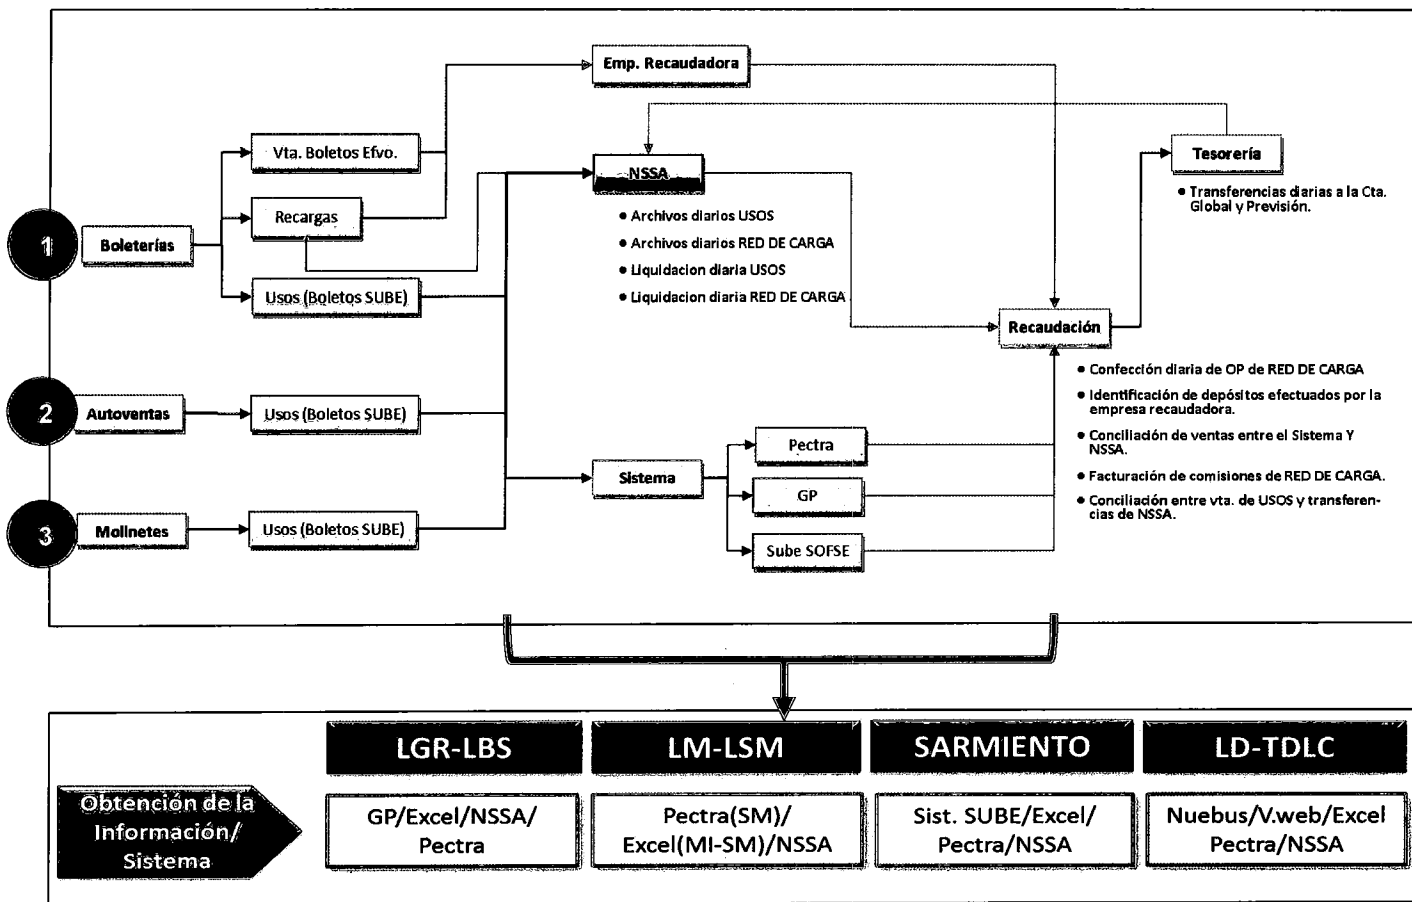 Emp. Recaudadora
Vta. Boletos Efvo.
NSSA
Tesorería
● Transferencias diarias a la Cta.
Global y Previsión.
1
Boleterías
Recargas
● Archivos diarios USOS
● Archivos diarios RED DE CARGA
● Liquidacion diaria USOS
● Liquidacion diaria RED DE CARGA
Usos (Boletos SUBE)
Recaudación
● Confección diaria de OP de RED DE CARGA
● Identificación de depósitos efectuados por la
empresa recaudadora.
● Conciliación de ventas entre el Sistema Y
NSSA.
● Facturación de comisiones de RED DE CARGA.
● Conciliación entre vta. de USOS y transferen-
cias de NSSA.
2
Autoventas
Usos (Boletos SUBE)
Sistema
Pectra
GP
Sube SOFSE
3
Molinetes
Usos (Boletos SUBE)
LGR-LBS
LM-LSM
SARMIENTO
LD-TDLC
Obtención de la
Información/
Sistema
GP/Excel/NSSA/
Pectra
Pectra(SM)/
Excel(MI-SM)/NSSA
Sist. SUBE/Excel/
Pectra/NSSA
Nuebus/V.web/Excel
Pectra/NSSA